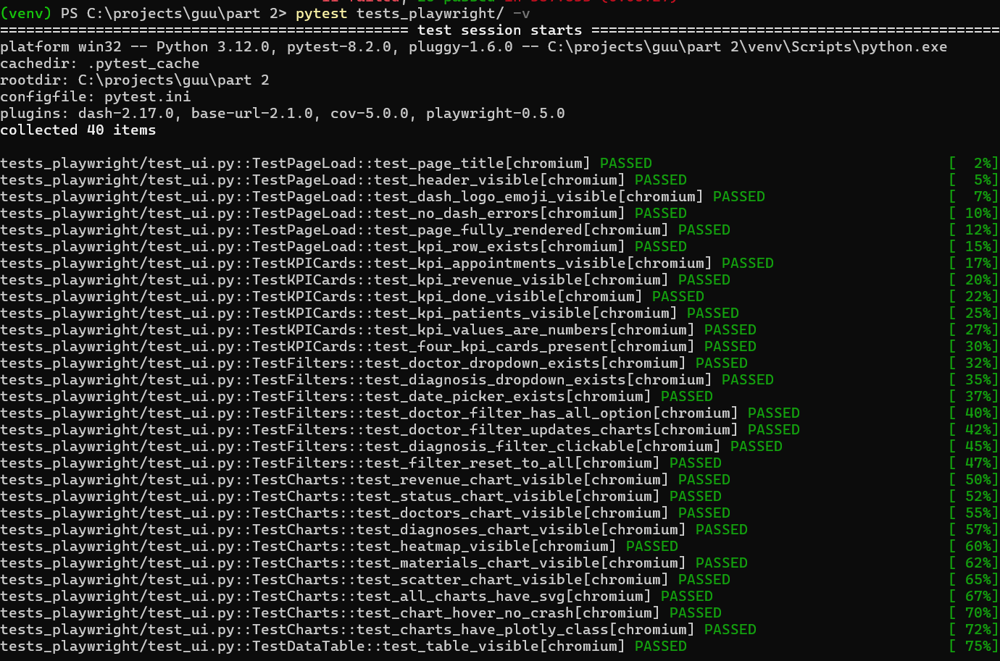 (venv) PS C:\projects\guu\part 2> pytest tests_playwright/ -v
============================================== test session starts ==============================================
platform win32 -- Python 3.12.0, pytest-8.2.0, pluggy-1.6.0 -- C:\projects\guu\part 2\venv\Scripts\python.exe
cachedir: .pytest_cache
rootdir: C:\projects\guu\part 2
configfile: pytest.ini
plugins: dash-2.17.0, base-url-2.1.0, cov-5.0.0, playwright-0.5.0
collected 40 items
tests_playwright/test_ui.py::TestPageLoad::test_page_title[chromium] PASSED [  2%]
tests_playwright/test_ui.py::TestPageLoad::test_header_visible[chromium] PASSED [  5%]
tests_playwright/test_ui.py::TestPageLoad::test_dash_logo_emoji_visible[chromium] PASSED [  7%]
tests_playwright/test_ui.py::TestPageLoad::test_no_dash_errors[chromium] PASSED [ 10%]
tests_playwright/test_ui.py::TestPageLoad::test_page_fully_rendered[chromium] PASSED [ 12%]
tests_playwright/test_ui.py::TestPageLoad::test_kpi_row_exists[chromium] PASSED [ 15%]
tests_playwright/test_ui.py::TestKPICards::test_kpi_appointments_visible[chromium] PASSED [ 17%]
tests_playwright/test_ui.py::TestKPICards::test_kpi_revenue_visible[chromium] PASSED [ 20%]
tests_playwright/test_ui.py::TestKPICards::test_kpi_done_visible[chromium] PASSED [ 22%]
tests_playwright/test_ui.py::TestKPICards::test_kpi_patients_visible[chromium] PASSED [ 25%]
tests_playwright/test_ui.py::TestKPICards::test_kpi_values_are_numbers[chromium] PASSED [ 27%]
tests_playwright/test_ui.py::TestKPICards::test_four_kpi_cards_present[chromium] PASSED [ 30%]
tests_playwright/test_ui.py::TestFilters::test_doctor_dropdown_exists[chromium] PASSED [ 32%]
tests_playwright/test_ui.py::TestFilters::test_diagnosis_dropdown_exists[chromium] PASSED [ 35%]
tests_playwright/test_ui.py::TestFilters::test_date_picker_exists[chromium] PASSED [ 37%]
tests_playwright/test_ui.py::TestFilters::test_doctor_filter_has_all_option[chromium] PASSED [ 40%]
tests_playwright/test_ui.py::TestFilters::test_doctor_filter_updates_charts[chromium] PASSED [ 42%]
tests_playwright/test_ui.py::TestFilters::test_diagnosis_filter_clickable[chromium] PASSED [ 45%]
tests_playwright/test_ui.py::TestFilters::test_filter_reset_to_all[chromium] PASSED [ 47%]
tests_playwright/test_ui.py::TestCharts::test_revenue_chart_visible[chromium] PASSED [ 50%]
tests_playwright/test_ui.py::TestCharts::test_status_chart_visible[chromium] PASSED [ 52%]
tests_playwright/test_ui.py::TestCharts::test_doctors_chart_visible[chromium] PASSED [ 55%]
tests_playwright/test_ui.py::TestCharts::test_diagnoses_chart_visible[chromium] PASSED [ 57%]
tests_playwright/test_ui.py::TestCharts::test_heatmap_visible[chromium] PASSED [ 60%]
tests_playwright/test_ui.py::TestCharts::test_materials_chart_visible[chromium] PASSED [ 62%]
tests_playwright/test_ui.py::TestCharts::test_scatter_chart_visible[chromium] PASSED [ 65%]
tests_playwright/test_ui.py::TestCharts::test_all_charts_have_svg[chromium] PASSED [ 67%]
tests_playwright/test_ui.py::TestCharts::test_chart_hover_no_crash[chromium] PASSED [ 70%]
tests_playwright/test_ui.py::TestCharts::test_charts_have_plotly_class[chromium] PASSED [ 72%]
tests_playwright/test_ui.py::TestDataTable::test_table_visible[chromium] PASSED [ 75%]